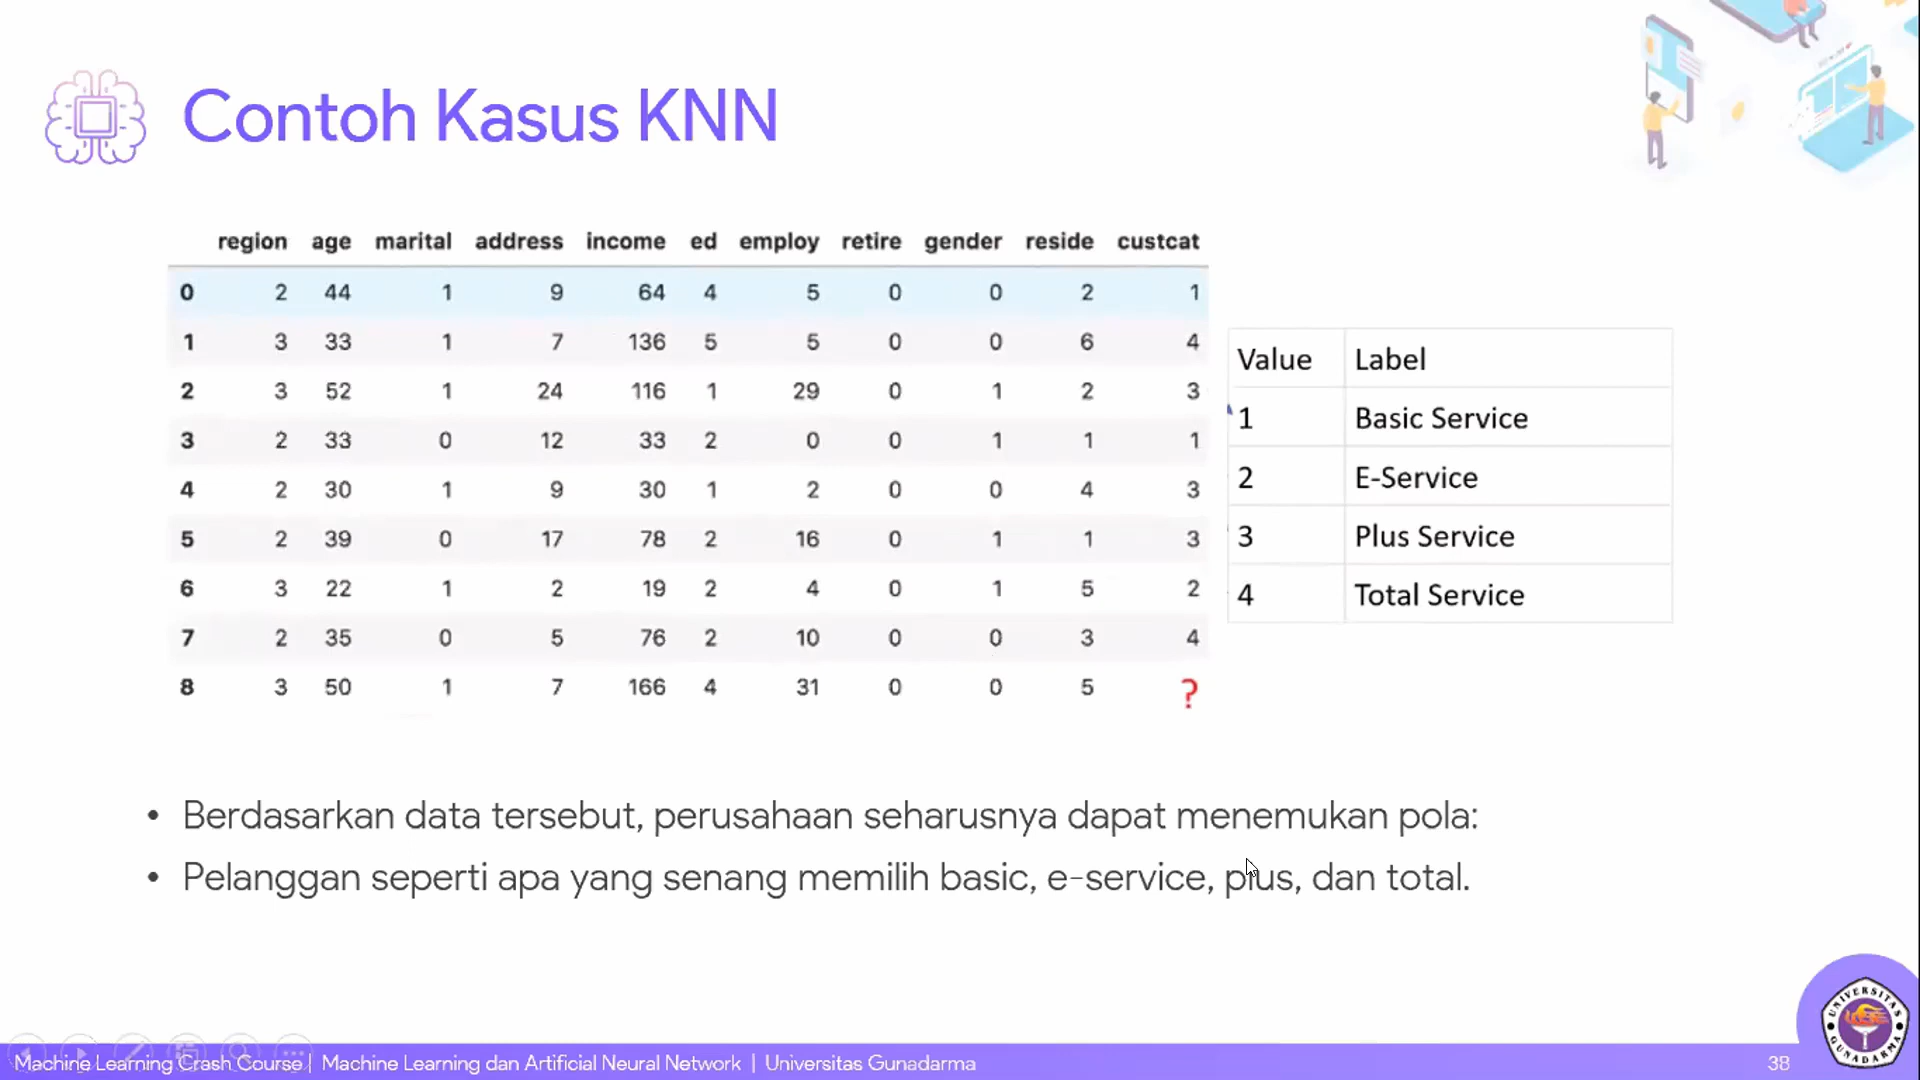 Contoh Kasus KNN
region age marital address income ed employ retire gender reside custcat
0 2 44 1 9 64 4 5 0 0 2 1
1 3 33 1 7 136 5 5 0 0 6 4
2 3 52 1 24 116 1 29 0 1 2 3
3 2 33 0 12 33 2 0 0 1 1 1
4 2 30 1 9 30 1 2 0 0 4 3
5 2 39 0 17 78 2 16 0 1 1 3
6 3 22 1 2 19 2 4 0 1 5 2
7 2 35 0 5 76 2 10 0 0 3 4
8 3 50 1 7 166 4 31 0 0 5 ?
Value Label
1 Basic Service
2 E-Service
3 Plus Service
4 Total Service
• Berdasarkan data tersebut, perusahaan seharusnya dapat menemukan pola:
• Pelanggan seperti apa yang senang memilih basic, e-service, plus, dan total.
Machine Learning Crash Course | Machine Learning dan Artificial Neural Network | Universitas Gunadarma
38
UNIVERSITAS GUNADARMA